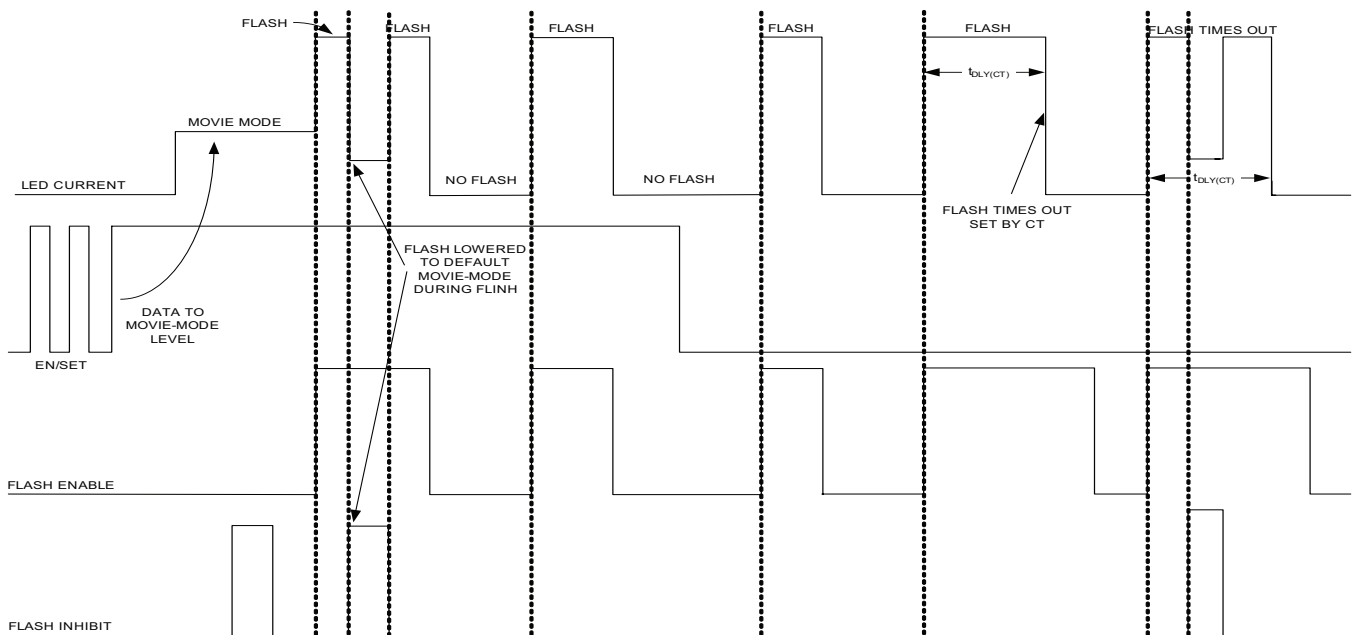 FLASH
FLASH
FLASH
FLASH
FLASH
FLASH TIMES OUT
tDLY(CT)
MOVIE MODE
LED CURRENT
NO FLASH
NO FLASH
tDLY(CT)
FLASH TIMES OUT
SET BY CT
FLASH LOWERED
TO DEFAULT
MOVIE-MODE
DURING FLINH
DATA TO
MOVIE-MODE
LEVEL
EN/SET
FLASH ENABLE
FLASH INHIBIT